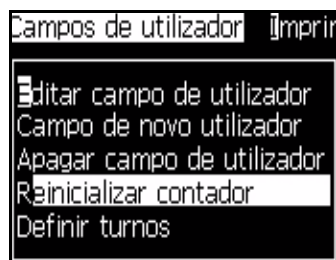 Campos de utilizador Imprir
Editar campo de utilizador
Campo de novo utilizador
Apagar campo de utilizador
Reinicializar contador
Definir turnos